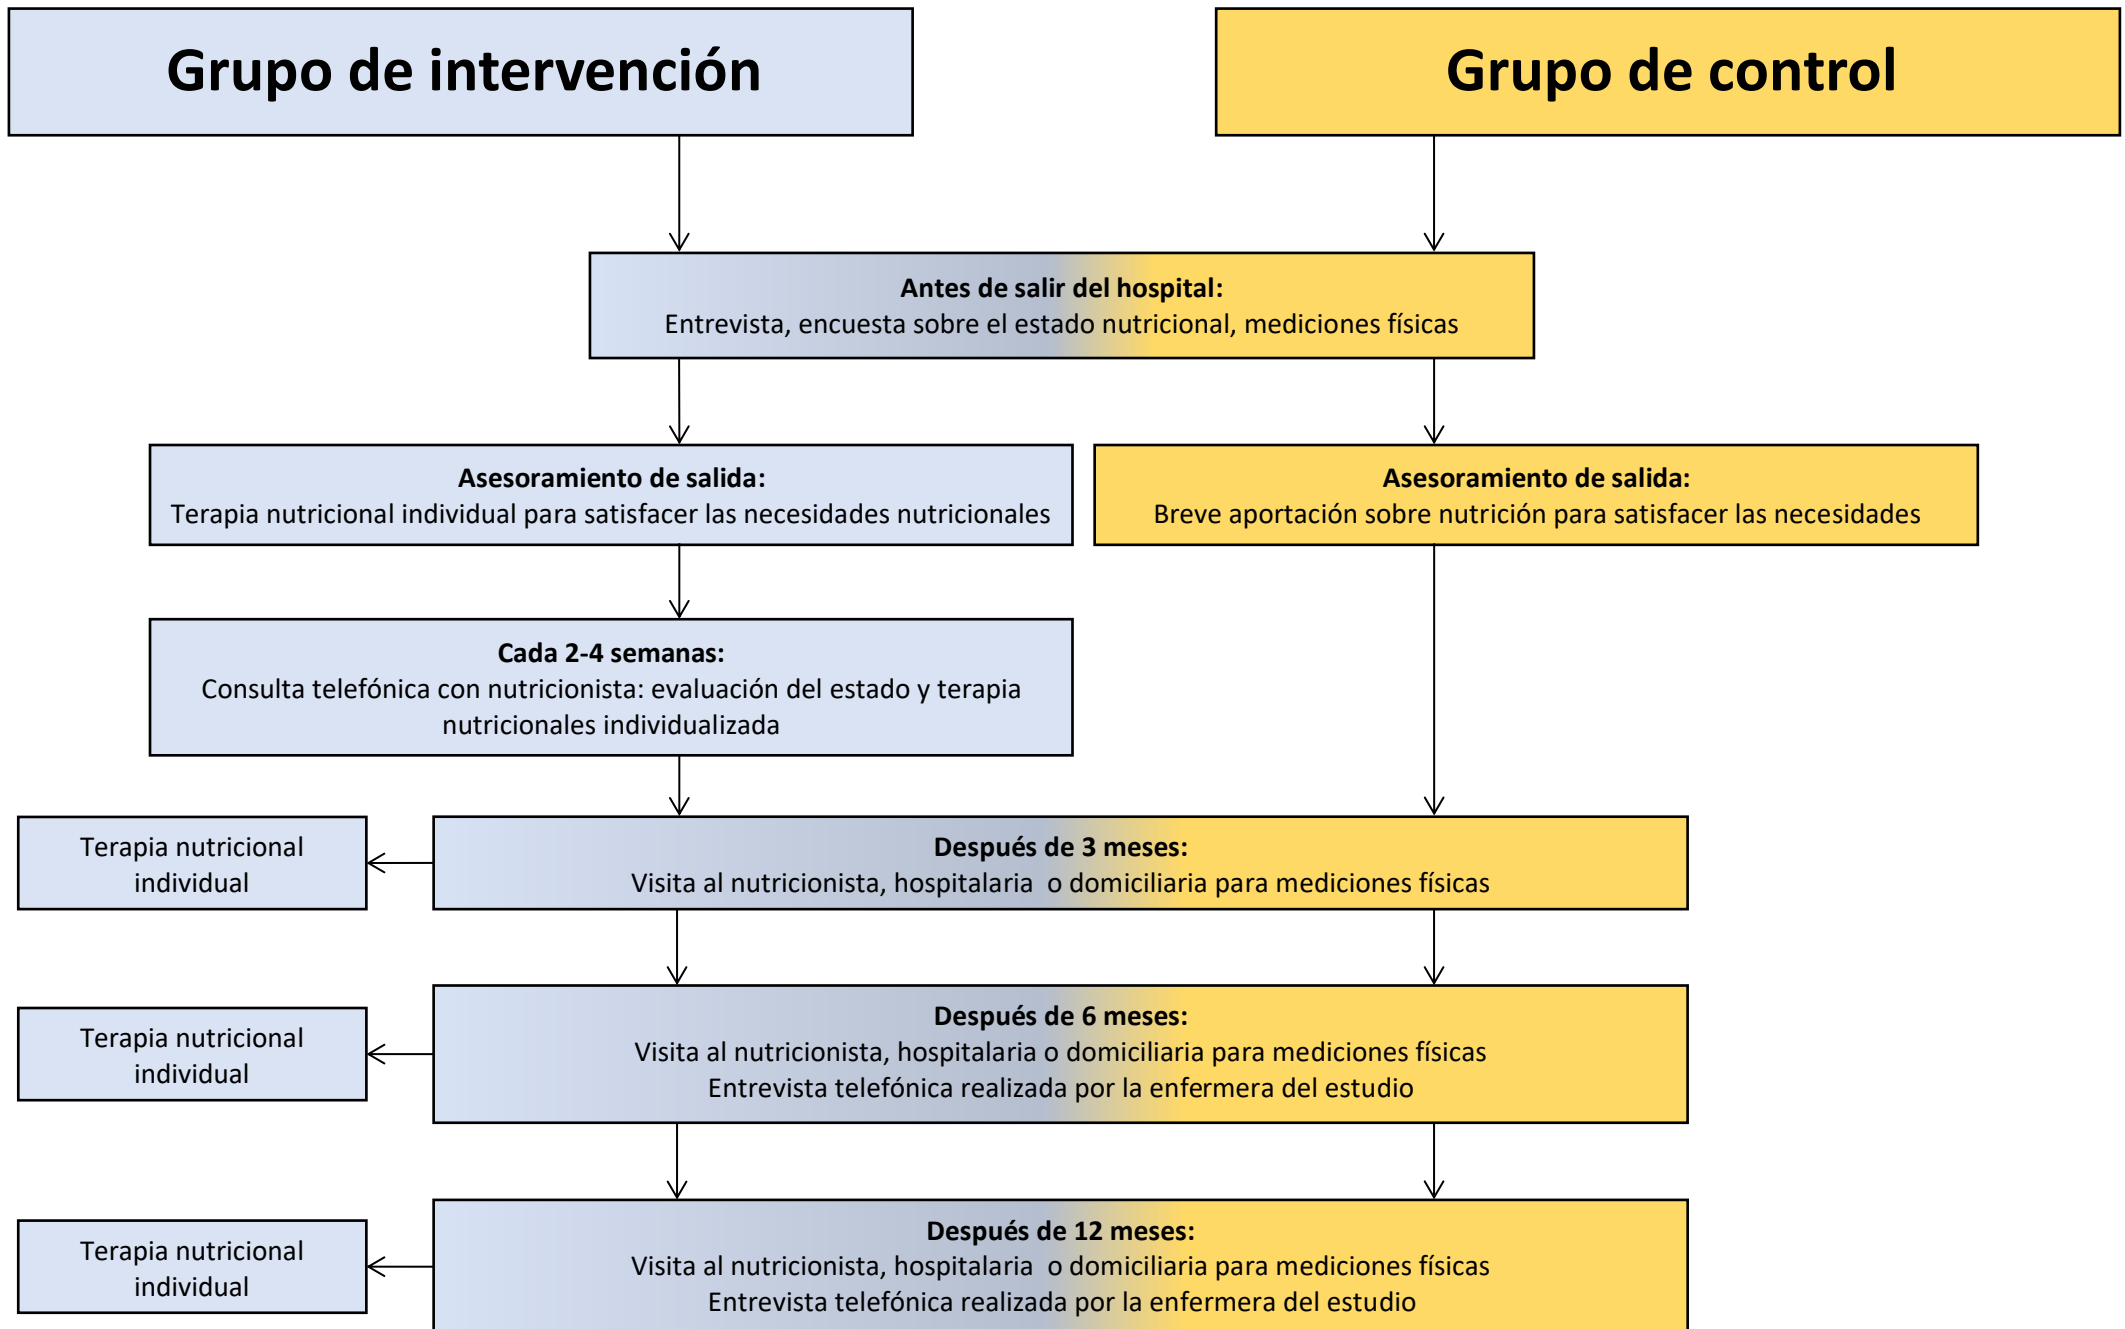 Grupo de intervención
Grupo de control
Antes de salir del hospital:
Entrevista, encuesta sobre el estado nutricional, mediciones físicas
Asesoramiento de salida:
Terapia nutricional individual para satisfacer las necesidades nutricionales
Asesoramiento de salida:
Breve aportación sobre nutrición para satisfacer las necesidades
Cada 2-4 semanas:
Consulta telefónica con nutricionista: evaluación del estado y terapia
nutricionales individualizada
Terapia nutricional
individual
Después de 3 meses:
Visita al nutricionista, hospitalaria  o domiciliaria para mediciones físicas
Terapia nutricional
individual
Después de 6 meses:
Visita al nutricionista, hospitalaria o domiciliaria para mediciones físicas
Entrevista telefónica realizada por la enfermera del estudio
Terapia nutricional
individual
Después de 12 meses:
Visita al nutricionista, hospitalaria  o domiciliaria para mediciones físicas
Entrevista telefónica realizada por la enfermera del estudio